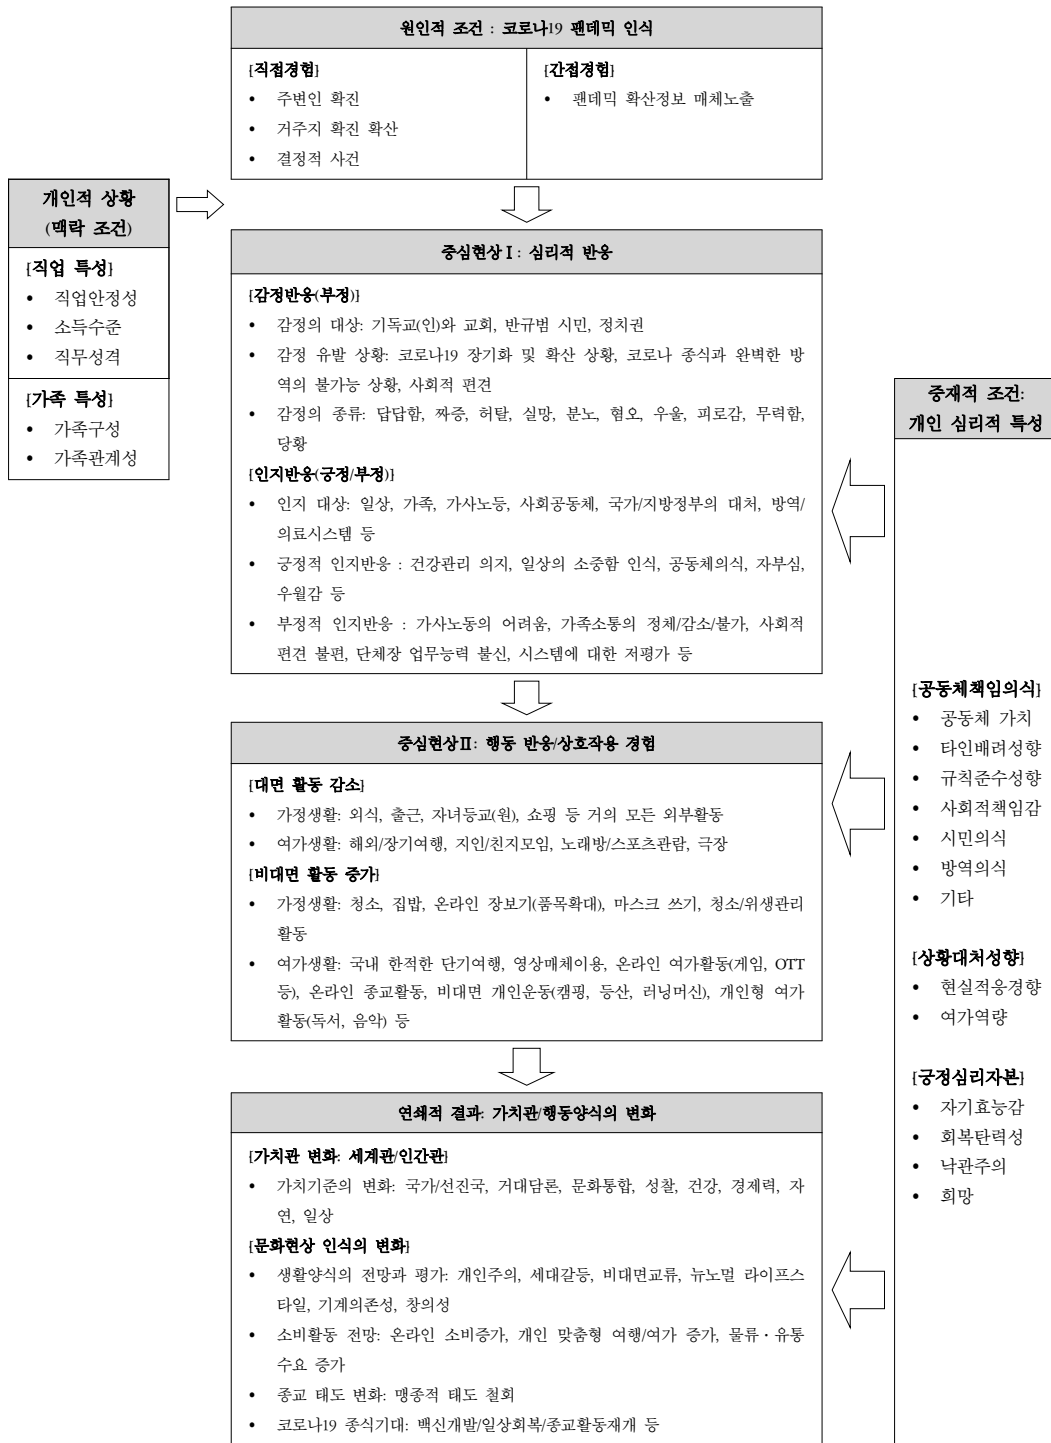 원인적 조건 : 코로나19 팬데믹 인식
{직접경험}
• 주변인 확진
• 거주지 확진 확산
• 결정적 사건
{간접경험}
• 팬데믹 확산정보 매체노출
개인적 상황
(맥락 조건)
{직업 특성}
• 직업안정성
• 소득수준
• 직무성격
{가족 특성}
• 가족구성
• 가족관계성
중심현상Ⅰ: 심리적 반응
{감정반응(부정)}
• 감정의 대상: 기독교(인)와 교회, 반규범 시민, 정치권
• 감정 유발 상황: 코로나19 장기화 및 확산 상황, 코로나 종식과 완벽한 방
역의 불가능 상황, 사회적 편견
• 감정의 종류: 답답함, 짜증, 허탈, 실망, 분노, 혐오, 우울, 피로감, 무력함,
당황
{인지반응(긍정/부정)}
• 인지 대상: 일상, 가족, 가사노동, 사회공동체, 국가/지방정부의 대처, 방역/
의료시스템 등
• 긍정적 인지반응 : 건강관리 의지, 일상의 소중함 인식, 공동체의식, 자부심,
우월감 등
• 부정적 인지반응 : 가사노동의 어려움, 가족소통의 정체/감소/불가, 사회적
편견 불편, 단체장 업무능력 불신, 시스템에 대한 저평가 등
중심현상Ⅱ: 행동 반응/상호작용 경험
{대면 활동 감소}
• 가정생활: 외식, 출근, 자녀등교(원), 쇼핑 등 거의 모든 외부활동
• 여가생활: 해외/장기여행, 지인/친지모임, 노래방/스포츠관람, 극장
{비대면 활동 증가}
• 가정생활: 청소, 집밥, 온라인 장보기(품목확대), 마스크 쓰기, 청소/위생관리
활동
• 여가생활: 국내 한적한 단기여행, 영상매체이용, 온라인 여가활동(게임, OTT
등), 온라인 종교활동, 비대면 개인운동(캠핑, 등산, 러닝머신), 개인형 여가
활동(독서, 음악) 등
연쇄적 결과: 가치관/행동양식의 변화
{가치관 변화: 세계관/인간관}
• 가치기준의 변화: 국가/선진국, 거대담론, 문화통합, 성찰, 건강, 경제력, 자
연, 일상
{문화현상 인식의 변화}
• 생활양식의 전망과 평가: 개인주의, 세대갈등, 비대면교류, 뉴노멀 라이프스
타일, 기계의존성, 창의성
• 소비활동 전망: 온라인 소비증가, 개인 맞춤형 여행/여가 증가, 물류·유통
수요 증가
• 종교 태도 변화: 맹종적 태도 철회
• 코로나19 종식기대: 백신개발/일상회복/종교활동재개 등
중재적 조건:
개인 심리적 특성
{공동체책임의식}
• 공동체 가치
• 타인배려성향
• 규칙준수성향
• 사회적책임감
• 시민의식
• 방역의식
• 기타
{상황대처성향}
• 현실적응경향
• 여가역량
{긍정심리자본}
• 자기효능감
• 회복탄력성
• 낙관주의
• 희망